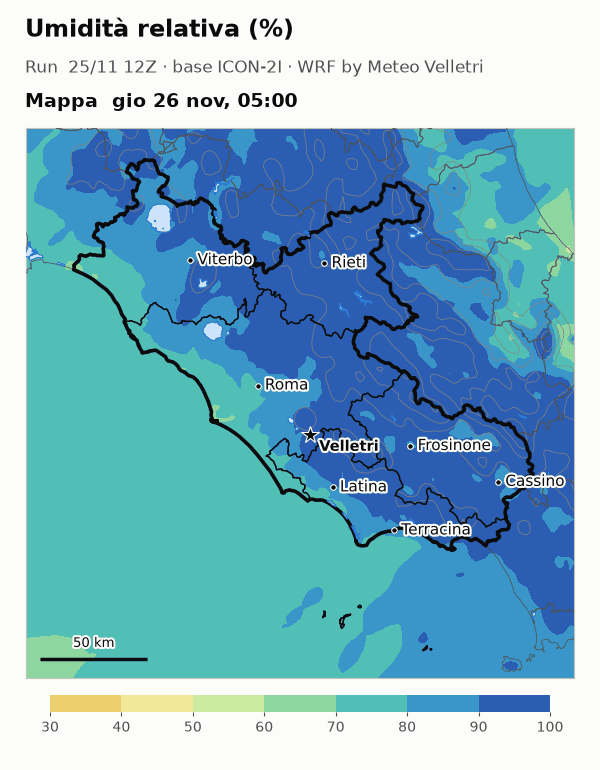 Umidità relativa (%)
Run  25/11 12Z · base ICON-2I · WRF by Meteo Velletri
Mappa  gio 26 nov, 05:00
Viterbo
Rieti
Roma
Velletri
Frosinone
Cassino
Latina
Terracina
50 km
30 40 50 60 70 80 90 100